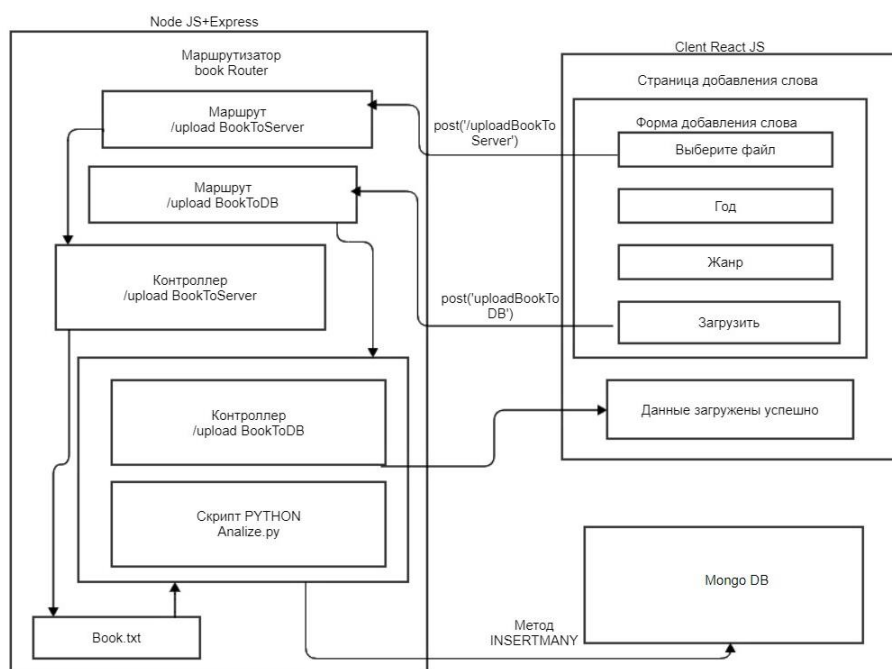 Node JS+Express
Маршрутизатор
book Router
Маршрут
/upload BookToServer
Маршрут
/upload BookToDB
Контроллер
/upload BookToServer
Контроллер
/upload BookToDB
Скрипт PYTHON
Analize.py
Book.txt
post('/uploadBookTo
Server')
post('uploadBookTo
DB')
Clent React JS
Страница добавления слова
Форма добавления слова
Выберите файл
Год
Жанр
Загрузить
Данные загружены успешно
Mongo DB
Метод
INSERTMANY